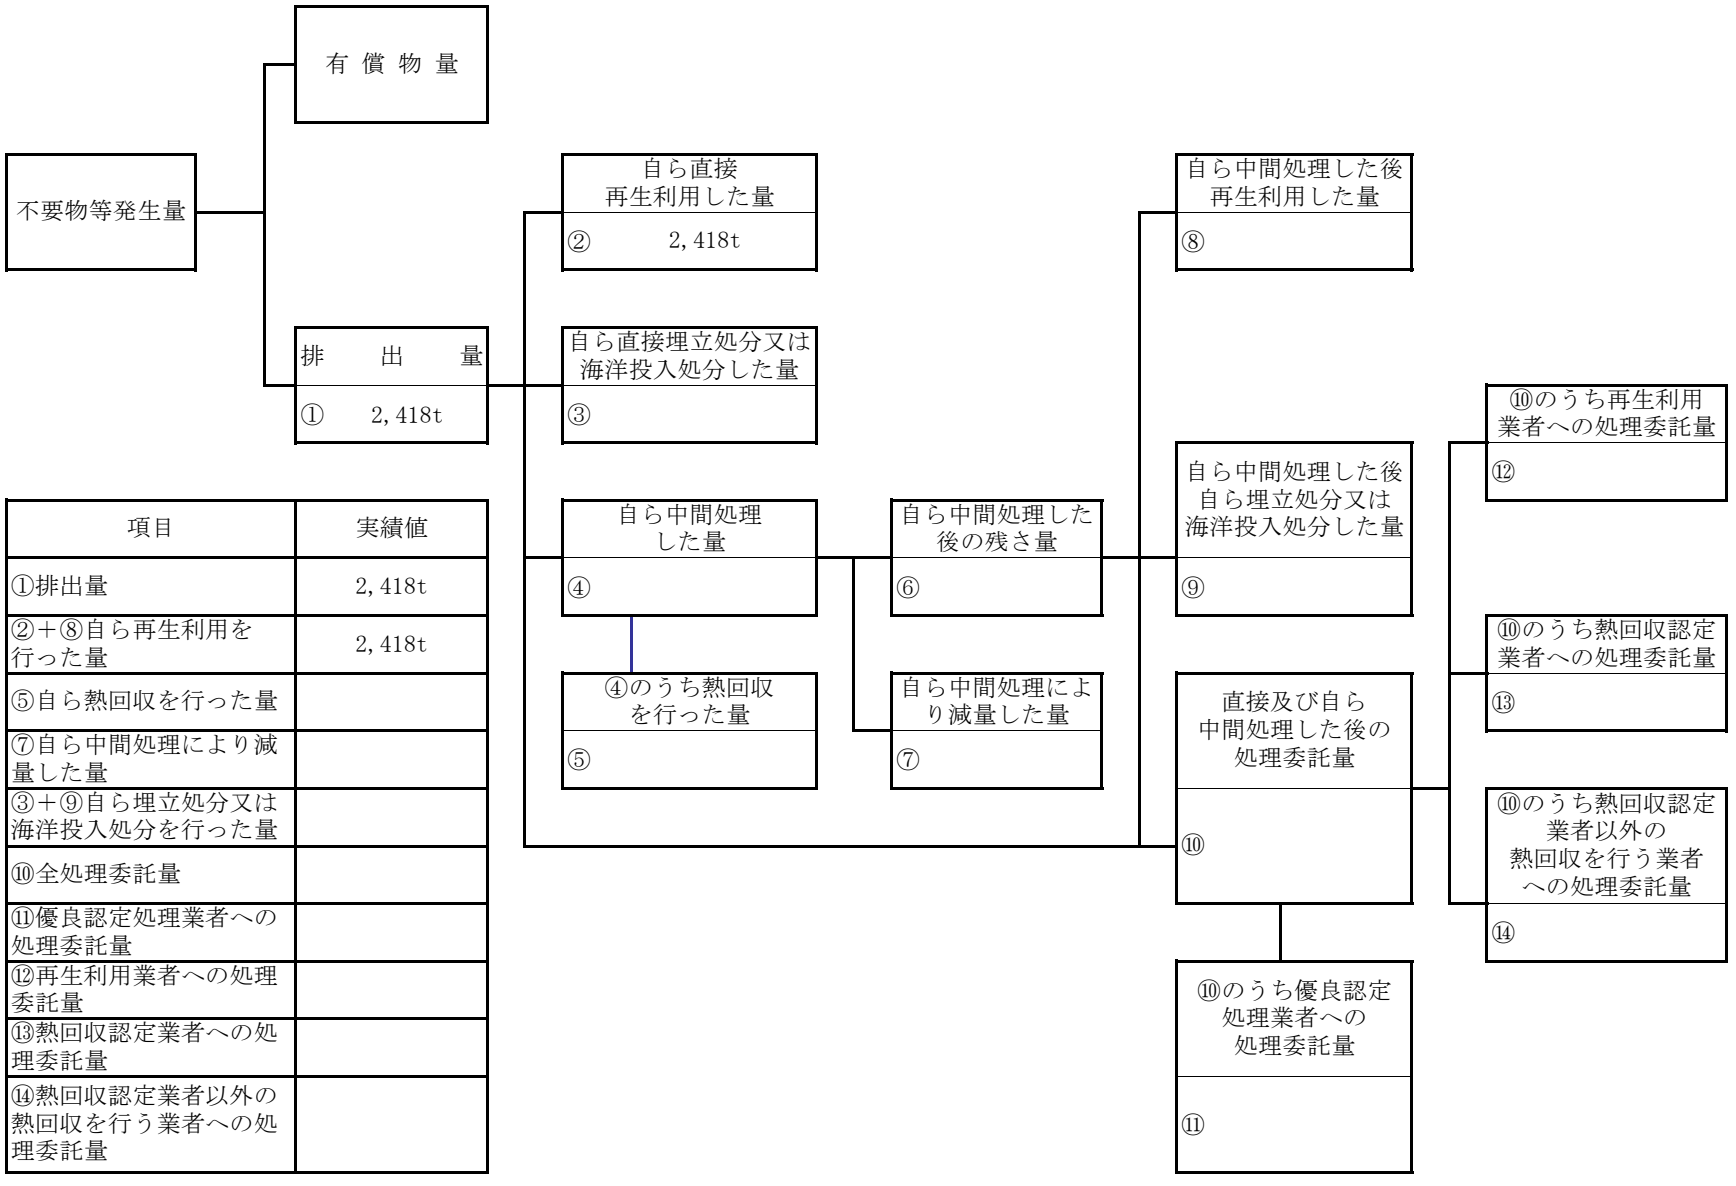 有償物量
不要物等発生量
排出量
① 2,418t
自ら直接
再生利用した量
② 2,418t
自ら直接埋立処分又は
海洋投入処分した量
③
自ら中間処理
した量
④
④のうち熱回収
を行った量
⑤
自ら中間処理した
後の残さ量
⑥
自ら中間処理によ
り減量した量
⑦
自ら中間処理した後
再生利用した量
⑧
自ら中間処理した後
自ら埋立処分又は
海洋投入処分した量
⑨
直接及び自ら
中間処理した後の
処理委託量
⑩
⑩のうち優良認定
処理業者への
処理委託量
⑪
⑩のうち再生利用
業者への処理委託量
⑫
⑩のうち熱回収認定
業者への処理委託量
⑬
⑩のうち熱回収認定
業者以外の
熱回収を行う業者
への処理委託量
⑭
項目 実績値
①排出量 2,418t
②+⑧自ら再生利用を
行った量 2,418t
⑤自ら熱回収を行った量
⑦自ら中間処理により減
量した量
③+⑨自ら埋立処分又は
海洋投入処分を行った量
⑩全処理委託量
⑪優良認定処理業者への
処理委託量
⑫再生利用業者への処理
委託量
⑬熱回収認定業者への処
理委託量
⑭熱回収認定業者以外の
熱回収を行う業者への処
理委託量